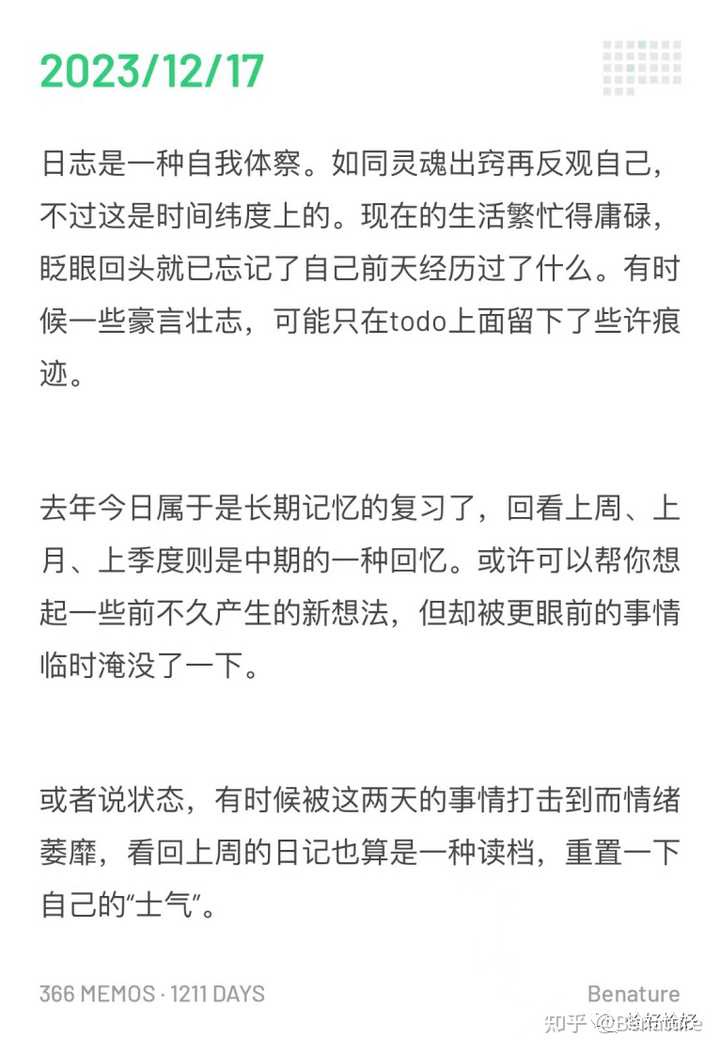 2023/12/17
日志是一种自我体察。如同灵魂出窍再反观自己，
不过这是时间纬度上的。现在的生活繁忙得庸碌，
眨眼回头就已忘记了自己前天经历过了什么。有时
候一些豪言壮志，可能只在todo上面留下了些许痕
迹。
去年今日属于是长期记忆的复习了，回看上周、上
月、上季度则是中期的一种回忆。或许可以帮你想
起一些前不久产生的新想法，但却被更眼前的事情
临时淹没了一下。
或者说状态，有时候被这两天的事情打击到而情绪
萎靡，看回上周的日记也算是一种读档，重置一下
自己的“士气”。
366 MEMOS · 1211 DAYS
Benature
知乎 @Benature